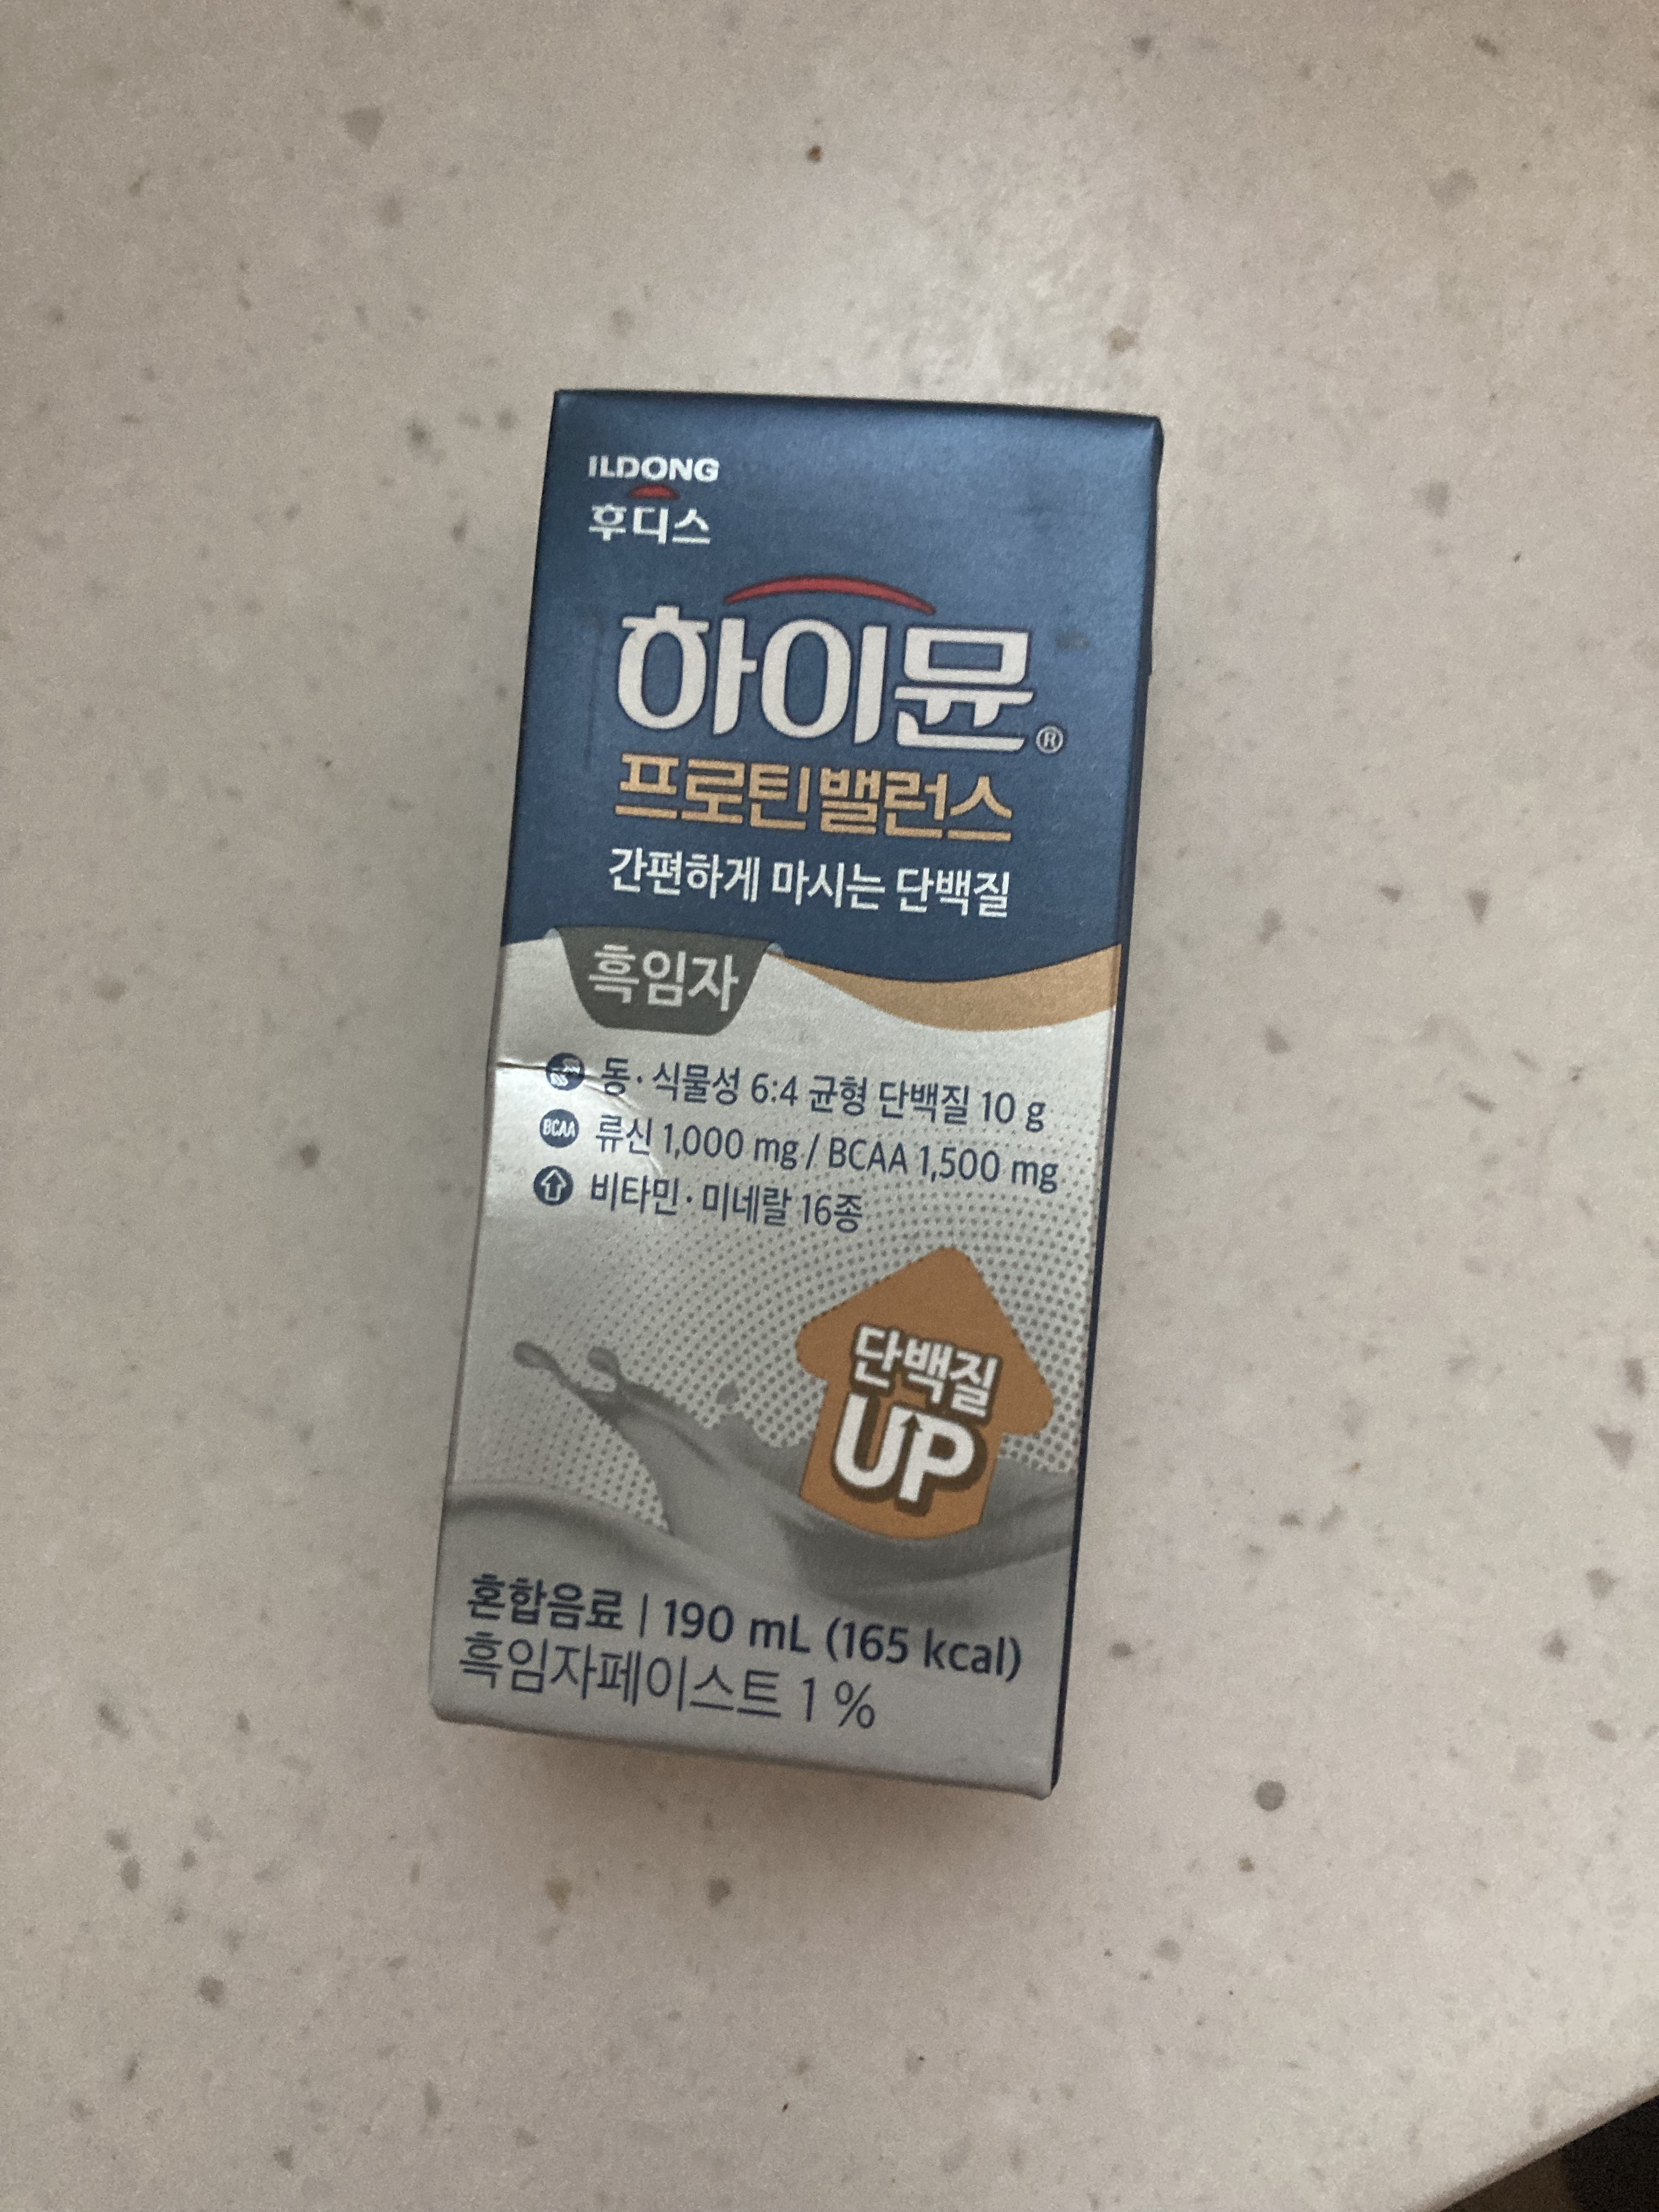 ILDONG
후디스
하이뮨®
프로틴밸런스
간편하게 마시는 단백질
흑임자
동·식물성 6:4 균형 단백질 10 g
BCAA 류신 1,000 mg / BCAA 1,500 mg
비타민·미네랄 16종
단백질
UP
혼합음료 | 190 mL (165 kcal)
흑임자페이스트 1 %